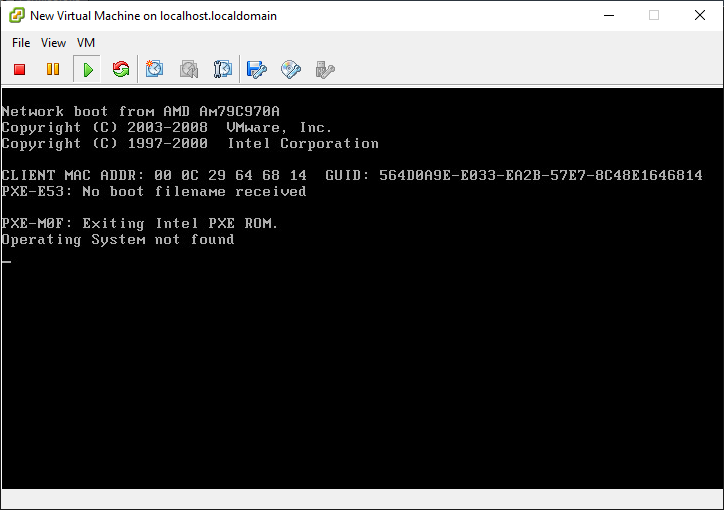 New Virtual Machine on localhost.localdomain
File View VM
Network boot from AMD Am79C970A
Copyright (C) 2003-2008  VMware, Inc.
Copyright (C) 1997-2000  Intel Corporation
CLIENT MAC ADDR: 00 0C 29 64 68 14  GUID: 564D0A9E-E033-EA2B-57E7-8C48E1646814
PXE-E53: No boot filename received
PXE-M0F: Exiting Intel PXE ROM.
Operating System not found